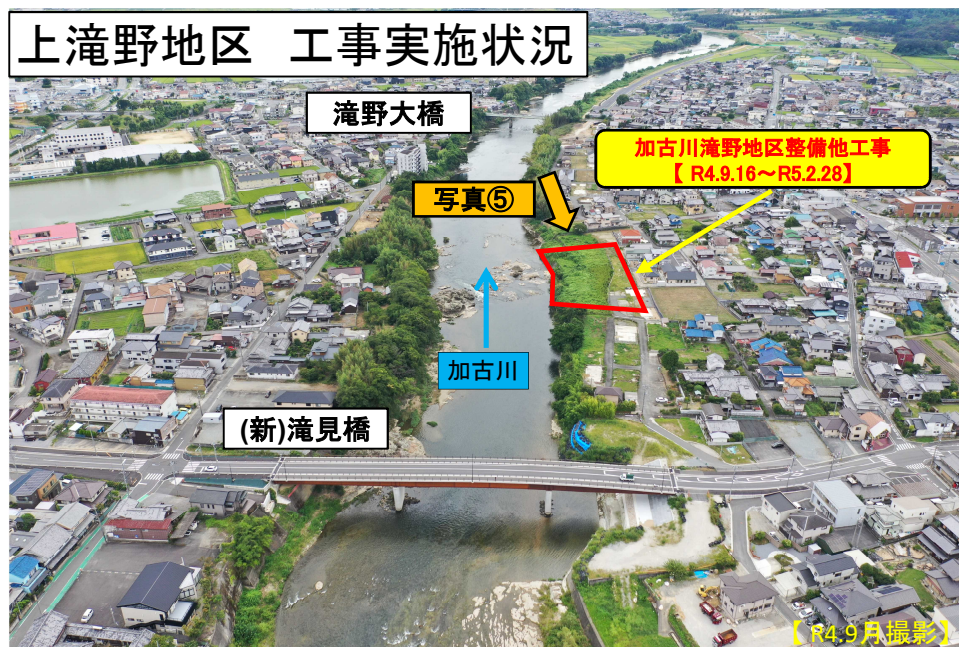 上滝野地区 工事実施状況
滝野大橋
加古川滝野地区整備他工事
【 R4.9.16～R5.2.28】
写真⑤
加古川
(新)滝見橋
【 R4.9月撮影】